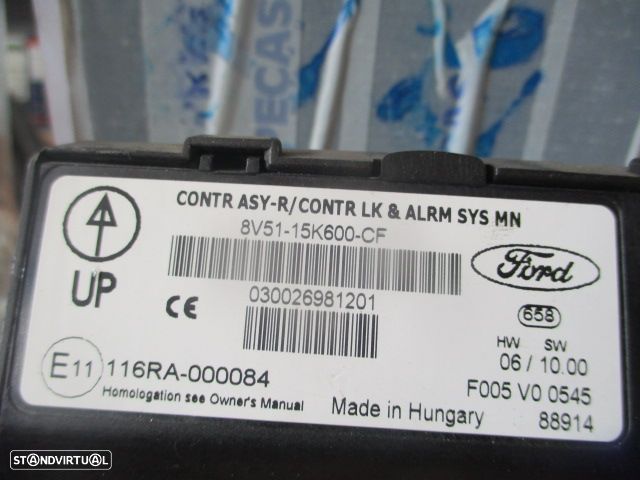 PEÇAS
CONTR ASY-R/CONTR LK & ALRM SYS MN
8V51-15K600-CF
Ford
UP
CE
030026981201
658
HW SW
06 / 10.00
E11 116RA-000084
F005 V0 0545
Homologation see Owner's Manual
Made in Hungary
88914
STANDVIRTUAL